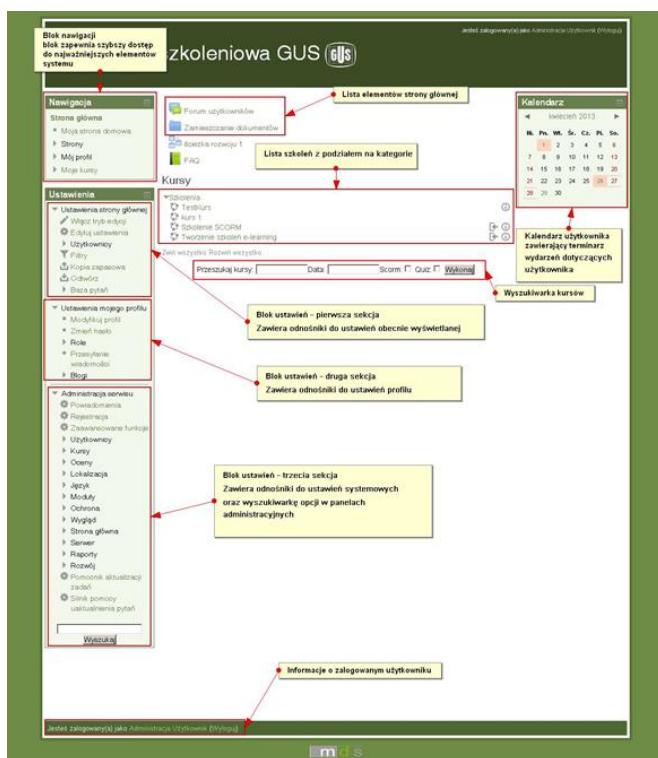 Jesteś zalogowany(a) jako Administracja Użytkownik (Wyloguj)
Blok nawigacji
blok zapewnia szybszy dostęp
do najważniejszych elementów
systemu
zkoleniowa GUS GUS
Lista elementów strony głównej
Nawigacja
Strona główna
Moja strona domowa
Strony
Mój profil
Moje kursy
Forum użytkowników
Zamieszczanie dokumentów
ścieżka rozwoju 1
FAQ
Lista szkoleń z podziałem na kategorie
Kursy
Szkolenia
Testkurs
kurs 1
Szkolenie SCORM
Tworzenie szkoleń e-learning
Zwiń wszystko Rozwiń wszystko
Przeszukaj kursy: Data: Scorm: Quiz: Wykonaj
Wyszukiwarka kursów
Kalendarz
◄ kwiecień 2013 ►
N. Pn. Wt. Śr. Cz. Pt. So.
1 2 3 4 5 6
7 8 9 10 11 12 13
14 15 16 17 18 19 20
21 22 23 24 25 26 27
28 29 30
Kalendarz użytkownika
zawierający terminarz
wydarzeń dotyczących
użytkownika
Ustawienia
Ustawienia strony głównej
Włącz tryb edycji
Edytuj ustawienia
Użytkownicy
Filtry
Kopia zapasowa
Odtwórz
Baza pytań
Blok ustawień - pierwsza sekcja
Zawiera odnośniki do ustawień obecnie wyświetlanej
Ustawienia mojego profilu
Modyfikuj profil
Zmień hasło
Role
Przesyłanie
wiadomości
Blogi
Blok ustawień - druga sekcja
Zawiera odnośniki do ustawień profilu
Administracja serwisu
Powiadomienia
Rejestracja
Zaawansowane funkcje
Użytkownicy
Kursy
Oceny
Lokalizacja
Język
Moduły
Ochrona
Wygląd
Strona główna
Serwer
Raporty
Rozwój
Pomocnik aktualizacji
zadań
Silnik pomocy
uaktualnienia pytań
Wyszukaj
Blok ustawień - trzecia sekcja
Zawiera odnośniki do ustawień systemowych
oraz wyszukiwarkę opcji w panelach
administracyjnych
Informacje o zalogowanym użytkowniku
Jesteś zalogowany(a) jako Administracja Użytkownik (Wyloguj)
mds